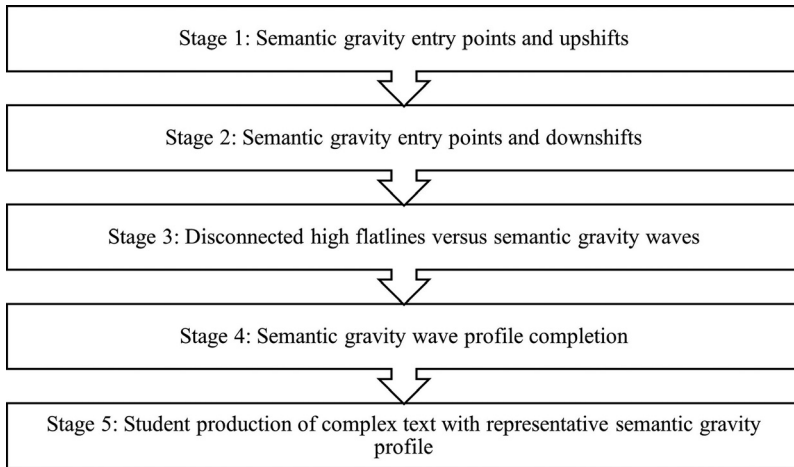 Stage 1: Semantic gravity entry points and upshifts
Stage 2: Semantic gravity entry points and downshifts
Stage 3: Disconnected high flatlines versus semantic gravity waves
Stage 4: Semantic gravity wave profile completion
Stage 5: Student production of complex text with representative semantic gravity
profile